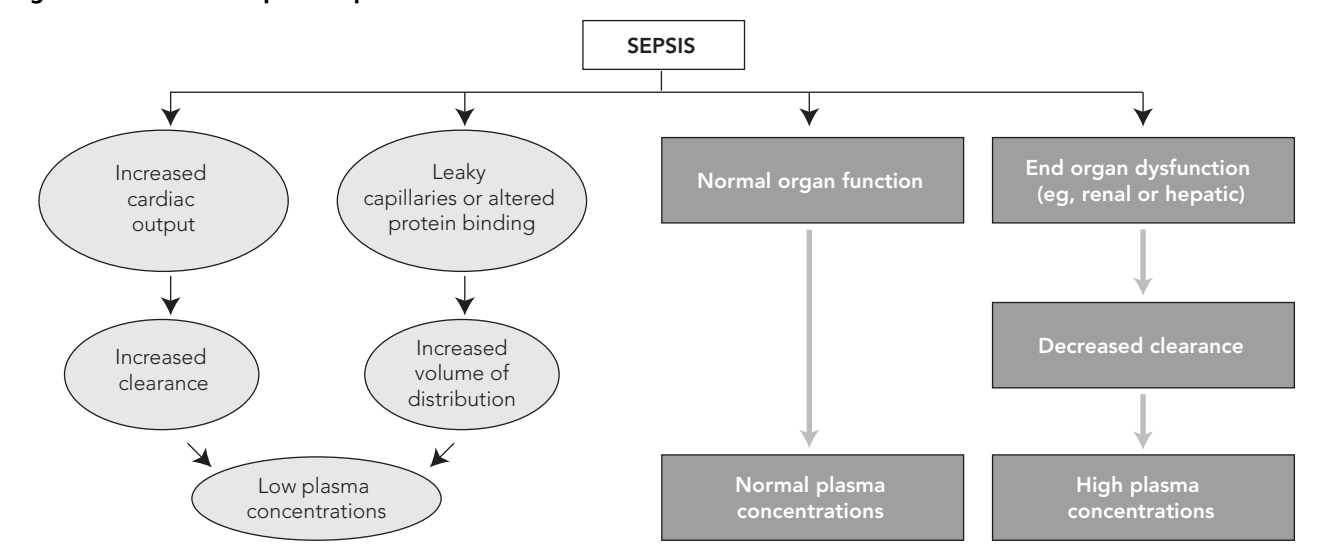 SEPSIS
Increased
cardiac
output
Leaky
capillaries or altered
protein binding
Normal organ function
End organ dysfunction
(eg, renal or hepatic)
Increased
clearance
Increased
volume of
distribution
Decreased clearance
Low plasma
concentrations
Normal plasma
concentrations
High plasma
concentrations